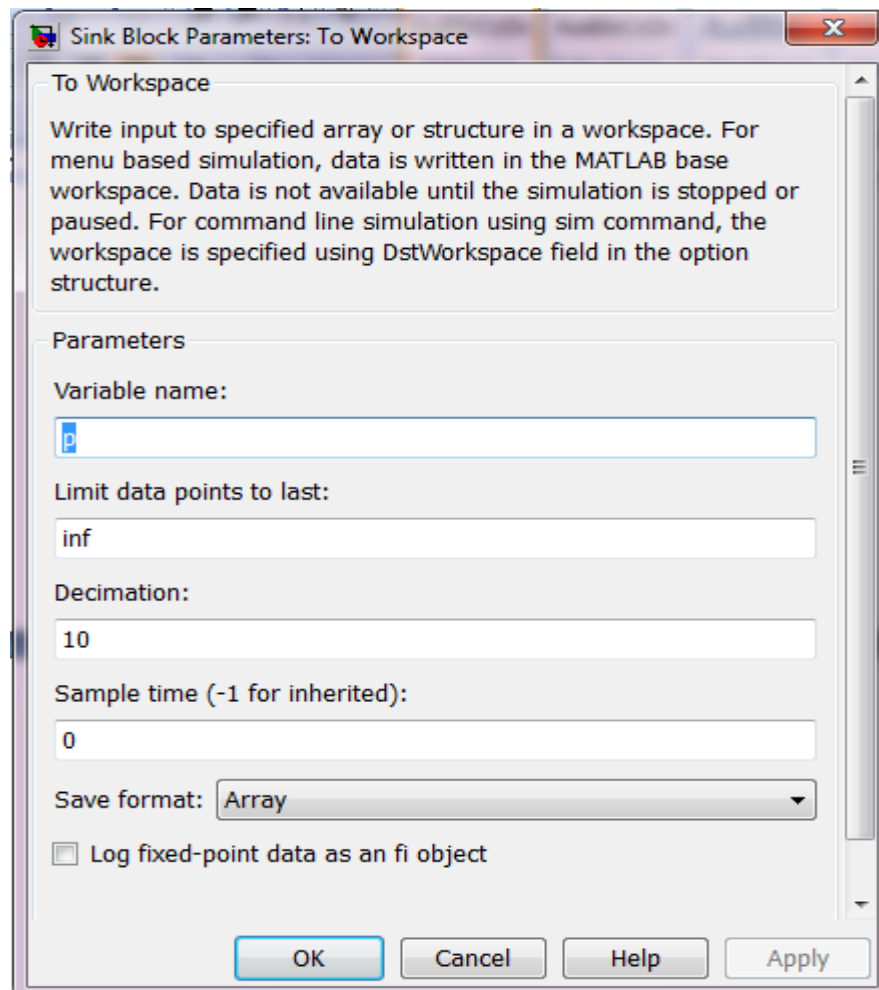 Sink Block Parameters: To Workspace
To Workspace
Write input to specified array or structure in a workspace. For
menu based simulation, data is written in the MATLAB base
workspace. Data is not available until the simulation is stopped or
paused. For command line simulation using sim command, the
workspace is specified using DstWorkspace field in the option
structure.
Parameters
Variable name:
p
Limit data points to last:
inf
Decimation:
10
Sample time (-1 for inherited):
0
Save format: Array
Log fixed-point data as an fi object
OK Cancel Help Apply